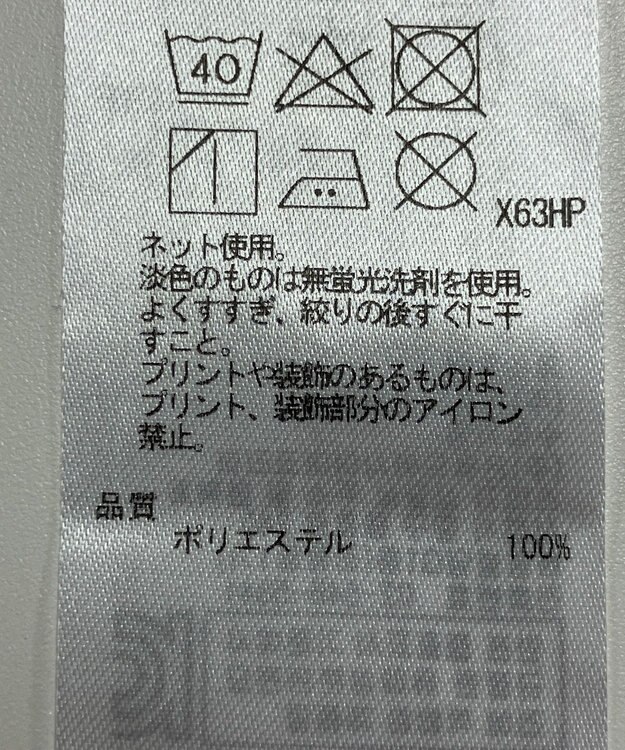 40
X63HP
ネット使用。
淡色のものは無蛍光洗剤を使用。
よくすすぎ、絞りの後すぐに干
すこと。
プリントや装飾のあるものは、
プリント、装飾部分のアイロン
禁止。
品質
ポリエステル 100%